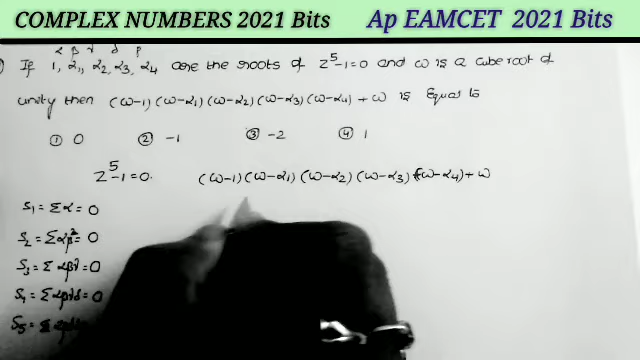 COMPLEX NUMBERS 2021 Bits Ap EAMCET 2021 Bits
α β γ δ β
) If 1, α1, α2, α3, α4 are the roots of z^5-1=0 and ω is a cube root of
unity then (ω-1)(ω-α1)(ω-α2)(ω-α3)(ω-α4)+ω is Equal to
① 0 ② -1 ③ -2 ④ 1
z^5-1=0. (ω-1)(ω-α1)(ω-α2)(ω-α3)(ω-α4)+ω
S1 = Σα = 0
S2 = Σαβ = 0
S3 = Σαβγ = 0
S4 = Σαβγδ = 0
S5 =